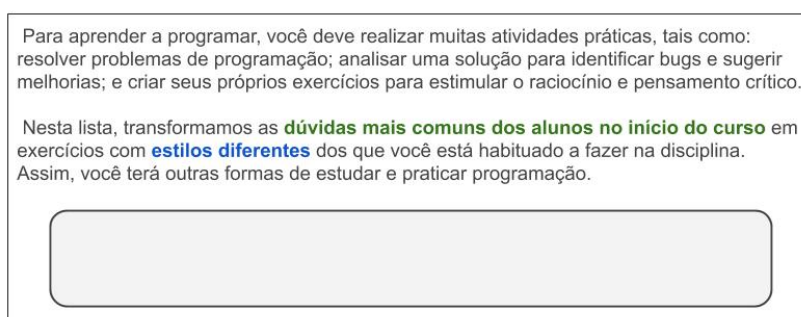 Para aprender a programar, você deve realizar muitas atividades práticas, tais como:
resolver problemas de programação; analisar uma solução para identificar bugs e sugerir
melhorias; e criar seus próprios exercícios para estimular o raciocínio e pensamento crítico.
Nesta lista, transformamos as dúvidas mais comuns dos alunos no início do curso em
exercícios com estilos diferentes dos que você está habituado a fazer na disciplina.
Assim, você terá outras formas de estudar e praticar programação.